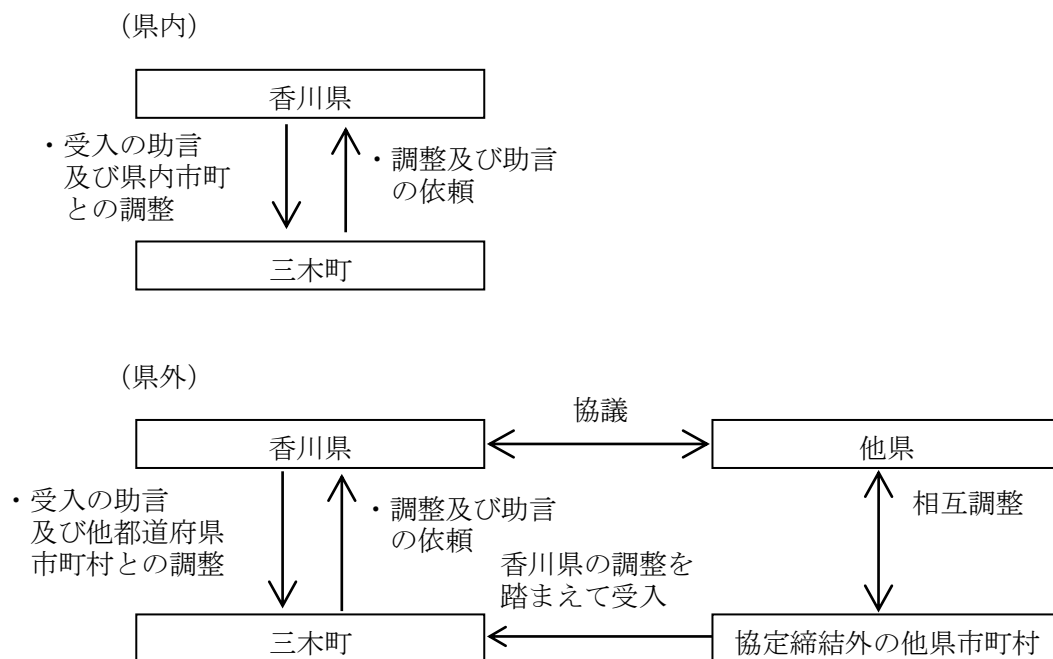 （県内）
香川県
・受入の助言
及び県内市町
との調整
・調整及び助言
の依頼
三木町
（県外）
香川県
協議
他県
・受入の助言
及び他都道府県
市町村との調整
・調整及び助言
の依頼
相互調整
香川県の調整を
踏まえて受入
三木町
協定締結外の他県市町村